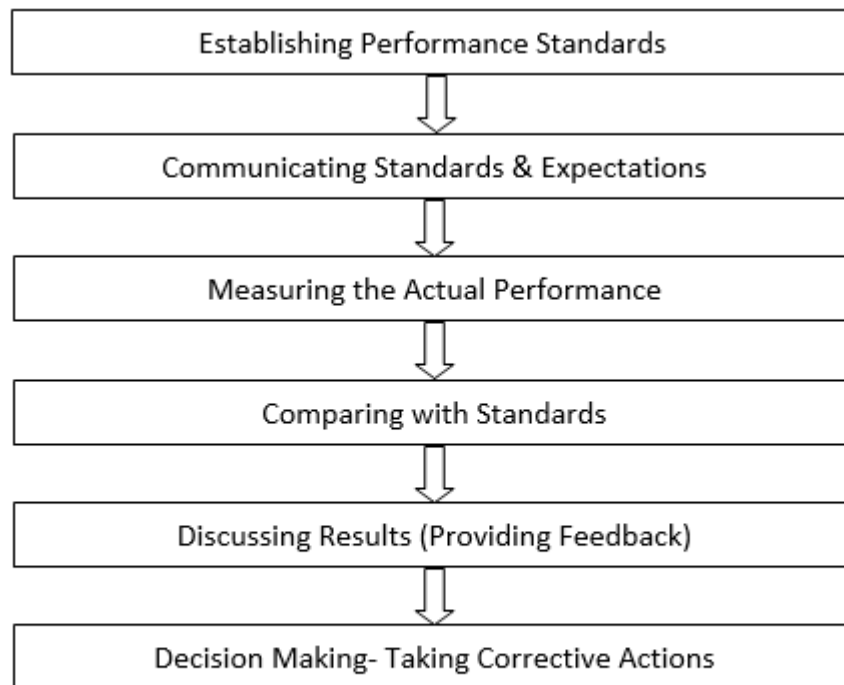 Establishing Performance Standards
Communicating Standards & Expectations
Measuring the Actual Performance
Comparing with Standards
Discussing Results (Providing Feedback)
Decision Making- Taking Corrective Actions